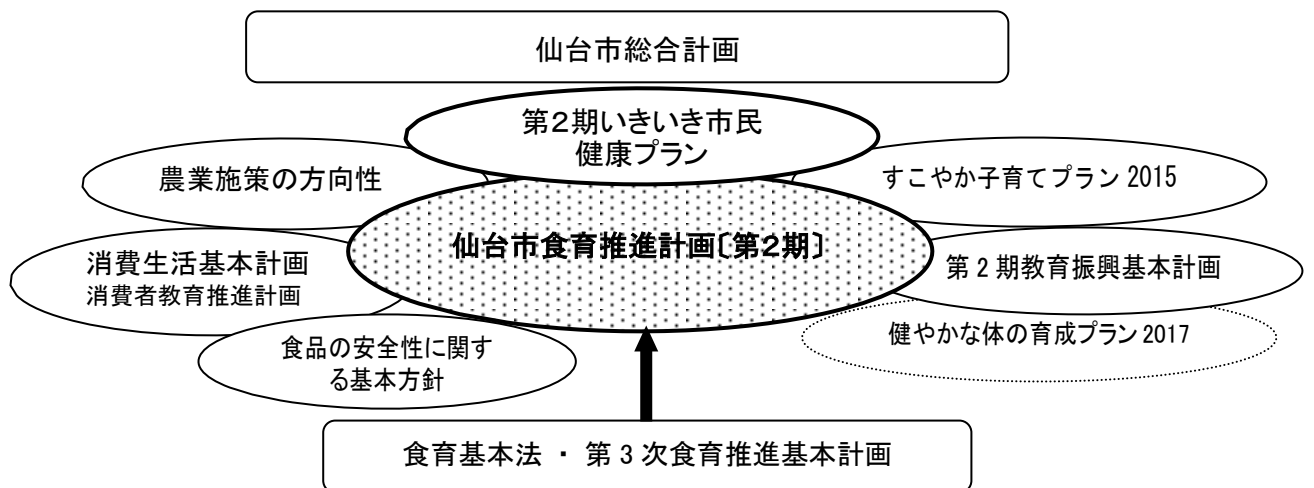 仙台市総合計画
第2期いきいき市民
健康プラン
農業施策の方向性
すこやか子育てプラン 2015
仙台市食育推進計画〔第2期〕
消費生活基本計画
消費者教育推進計画
第 2 期教育振興基本計画
健やかな体の育成プラン 2017
食品の安全性に関す
る基本方針
食育基本法 ・ 第 3 次食育推進基本計画